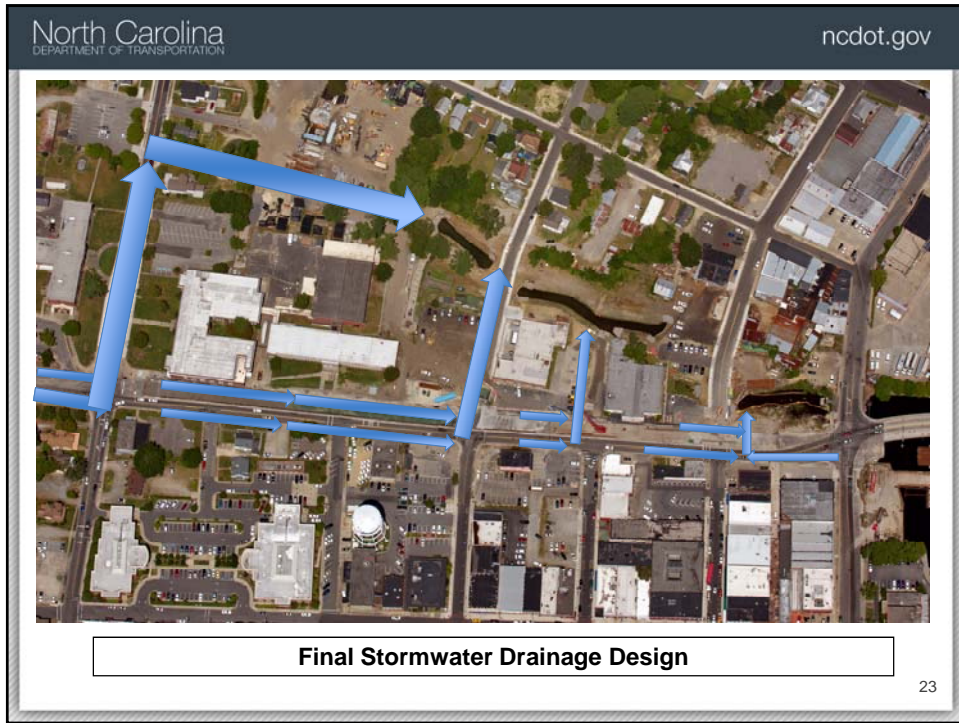 North Carolina
DEPARTMENT OF TRANSPORTATION
ncdot.gov
Final Stormwater Drainage Design
23